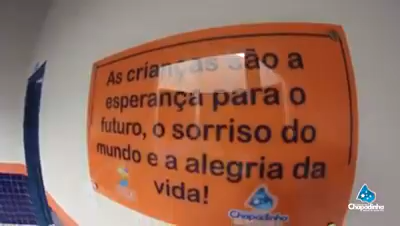 As crianças são a
esperança para o
futuro, o sorriso do
mundo e a alegria da
vida!
Chapadinha
Chapadinha